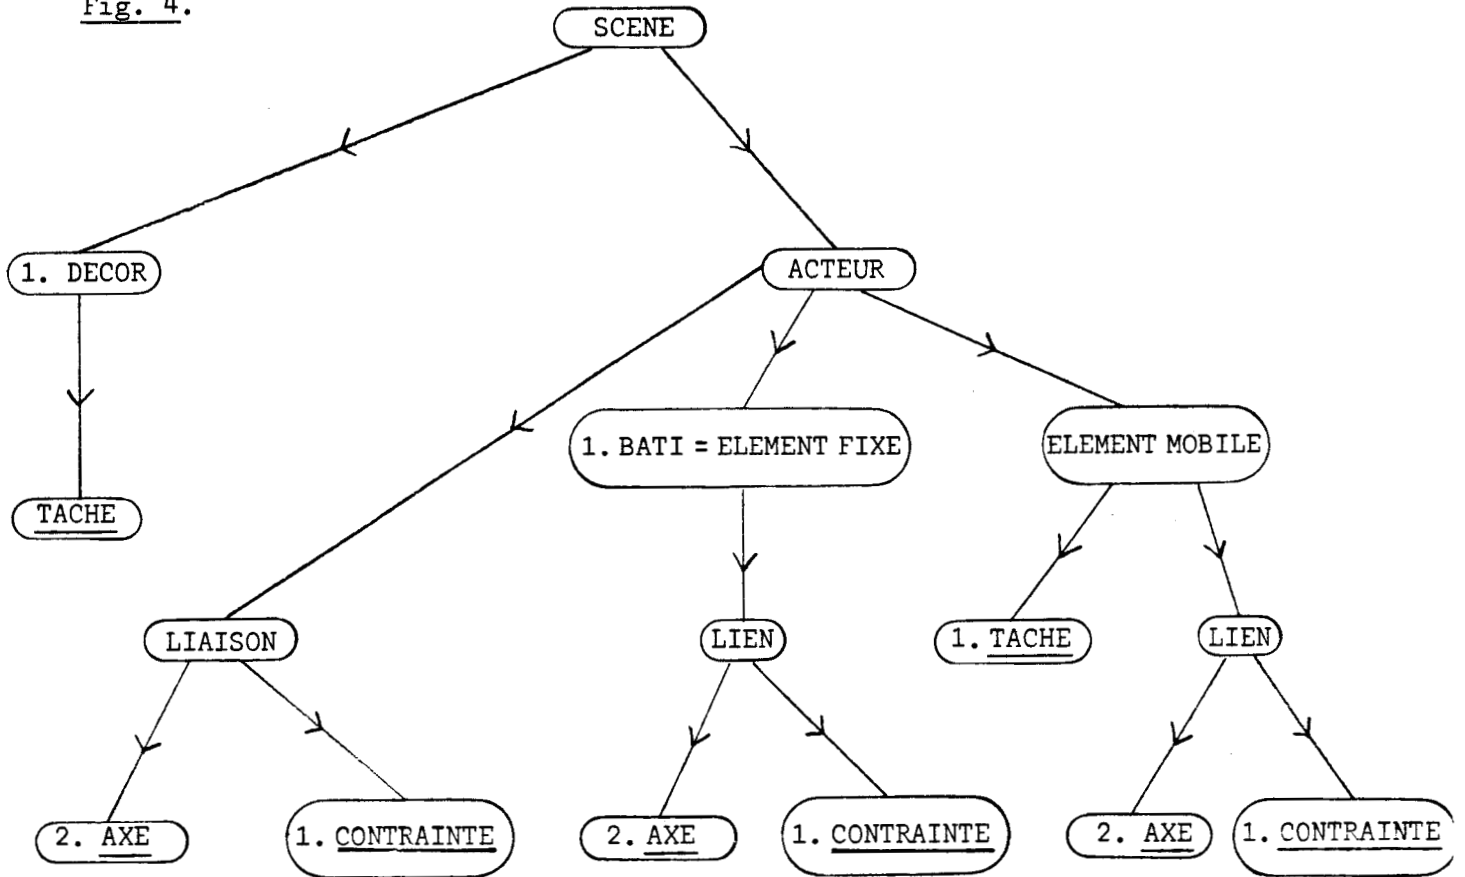 Fig. 4.
SCENE
1. DECOR
ACTEUR
1. BATI = ELEMENT FIXE
ELEMENT MOBILE
TACHE
LIAISON
LIEN
1. TACHE
LIEN
2. AXE
1. CONTRAINTE
2. AXE
1. CONTRAINTE
2. AXE
1. CONTRAINTE